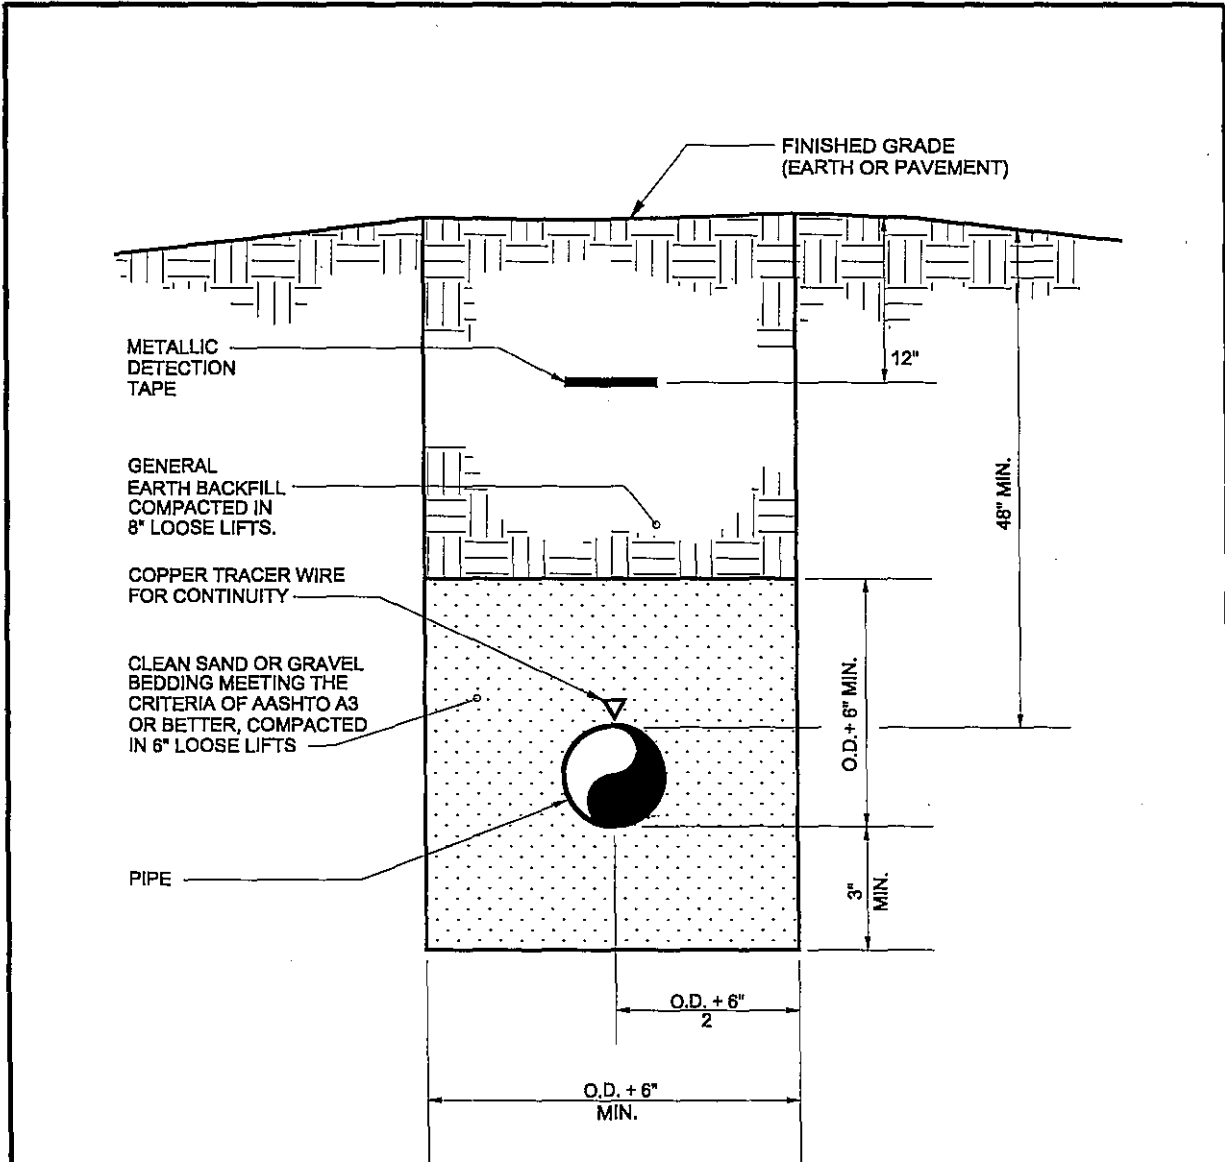 FINISHED GRADE
(EARTH OR PAVEMENT)
METALLIC
DETECTION
TAPE
12"
GENERAL
EARTH BACKFILL
COMPACTED IN
8" LOOSE LIFTS.
48" MIN.
COPPER TRACER WIRE
FOR CONTINUITY
CLEAN SAND OR GRAVEL
BEDDING MEETING THE
CRITERIA OF AASHTO A3
OR BETTER, COMPACTED
IN 6" LOOSE LIFTS
O.D.+ 6" MIN.
PIPE
3"
MIN.
O.D. + 6"
2
O.D. + 6"
MIN.